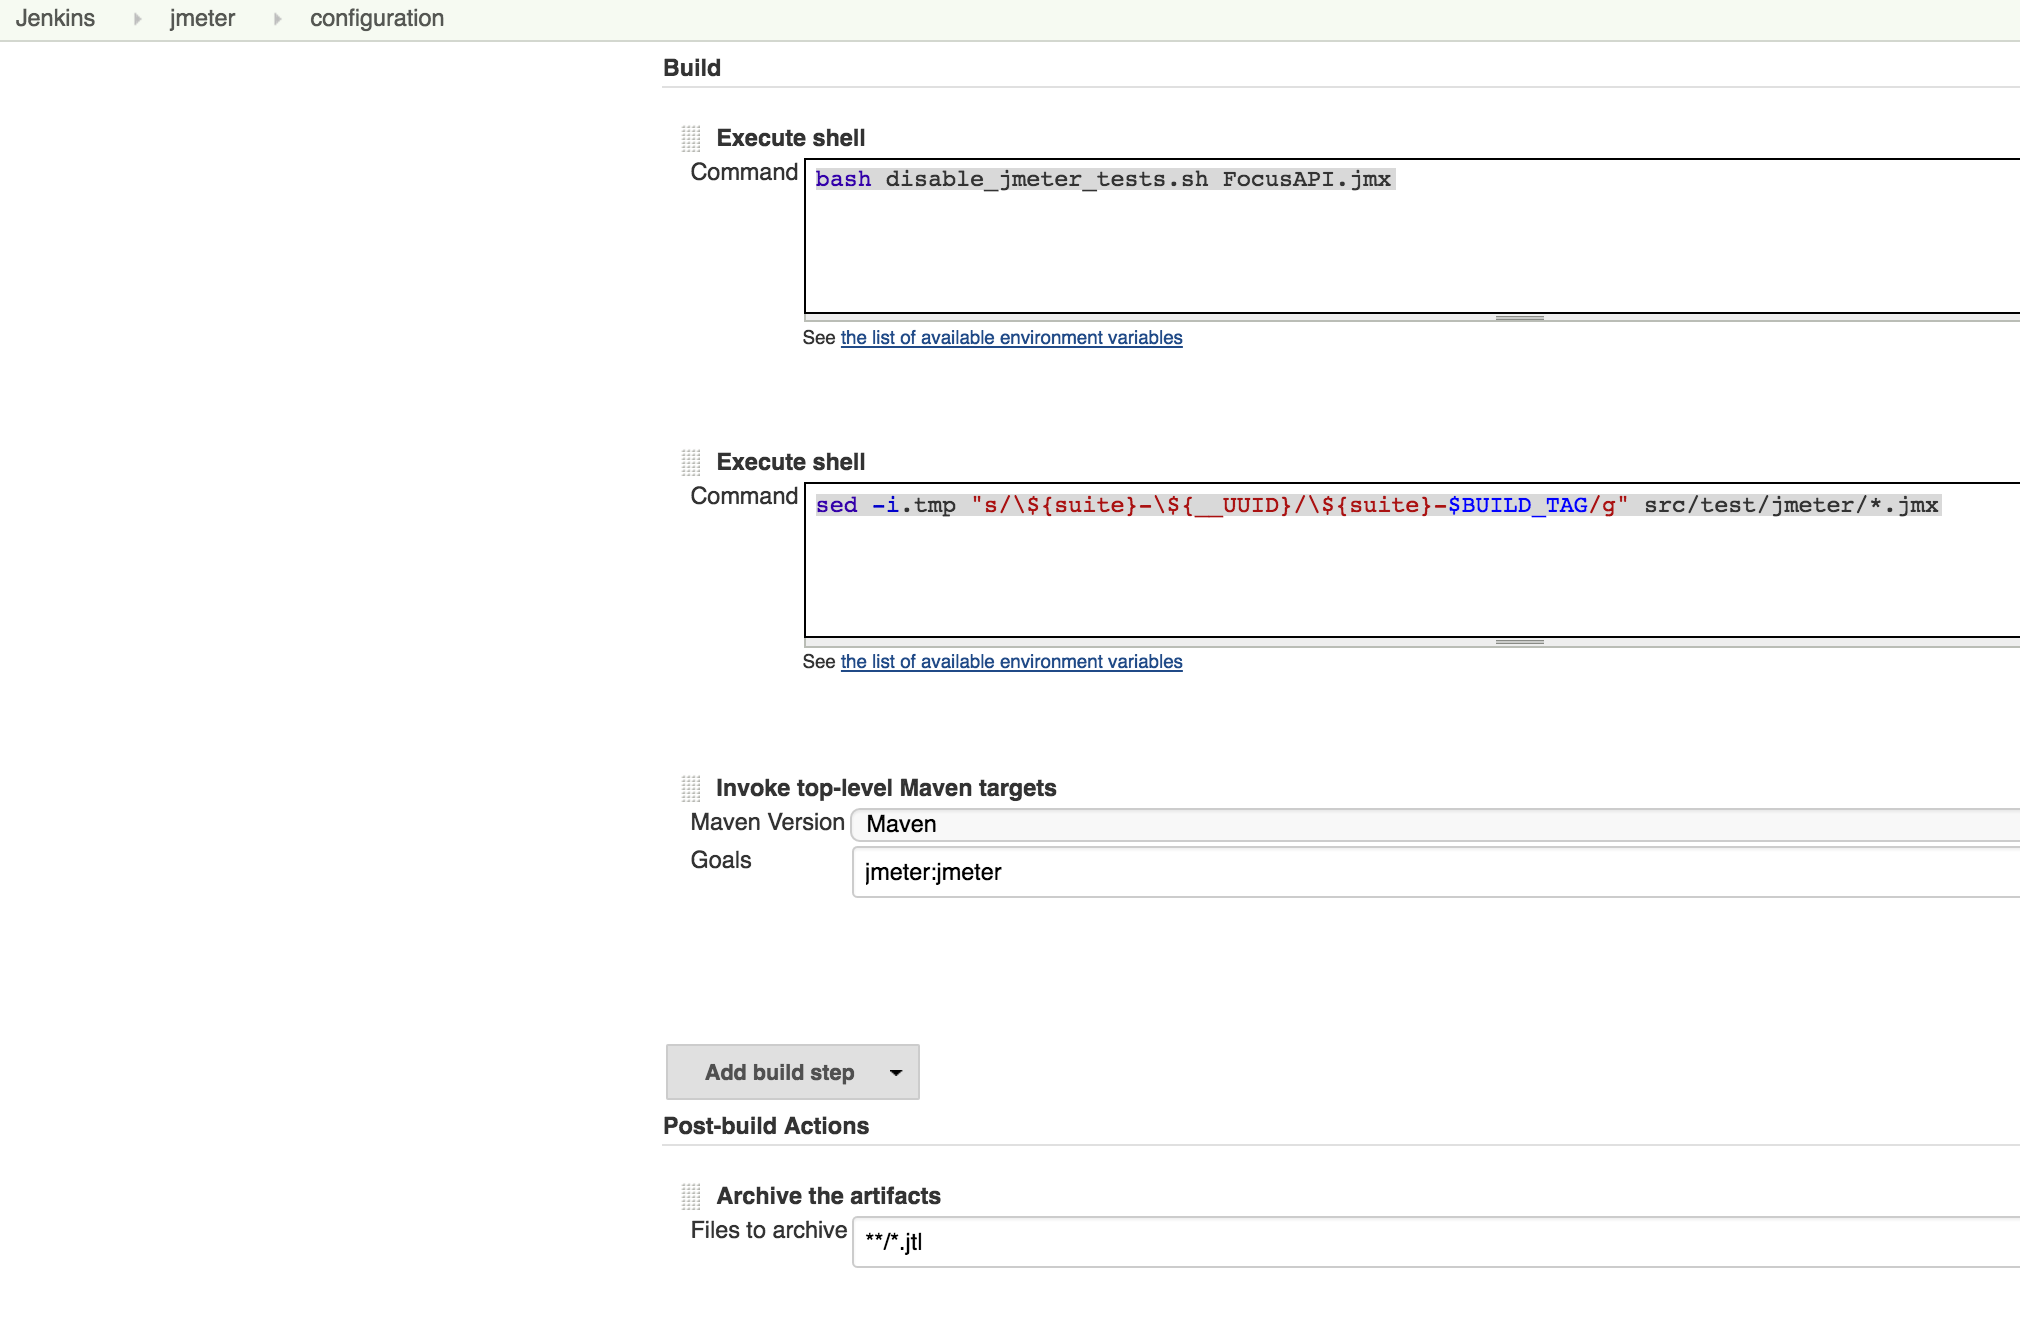 Jenkins jmeter configuration
Build
Execute shell
Command bash disable_jmeter_tests.sh FocusAPI.jmx
See the list of available environment variables
Execute shell
Command sed -i.tmp "s/\${suite}-\${__UUID}/\${suite}-$BUILD_TAG/g" src/test/jmeter/*.jmx
See the list of available environment variables
Invoke top-level Maven targets
Maven Version Maven
Goals jmeter:jmeter
Add build step
Post-build Actions
Archive the artifacts
Files to archive **/*.jtl